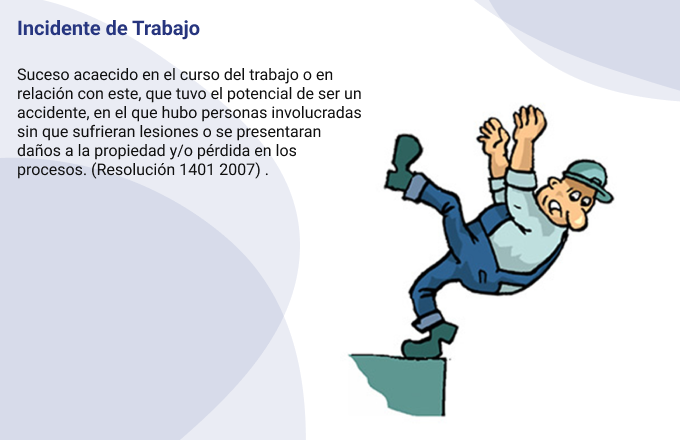 Incidente de Trabajo
Suceso acaecido en el curso del trabajo o en
relación con este, que tuvo el potencial de ser un
accidente, en el que hubo personas involucradas
sin que sufrieran lesiones o se presentaran
daños a la propiedad y/o pérdida en los
procesos. (Resolución 1401 2007) .